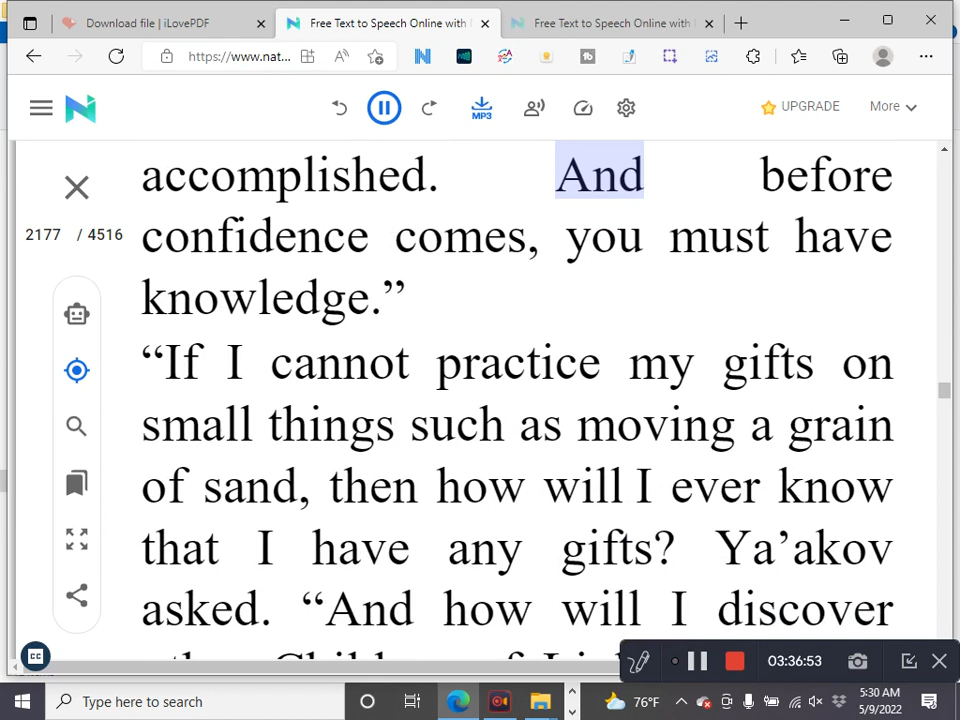 Download file | iLovePDF
Free Text to Speech Online with
Free Text to Speech Online with
https://www.nat...
MP3
UPGRADE
More
accomplished. And before
2177 / 4516
confidence comes, you must have
knowledge.”
“If I cannot practice my gifts on
small things such as moving a grain
of sand, then how will I ever know
that I have any gifts? Ya’akov
asked. “And how will I discover
CC
03:36:53
Type here to search
76°F
5:30 AM
5/9/2022